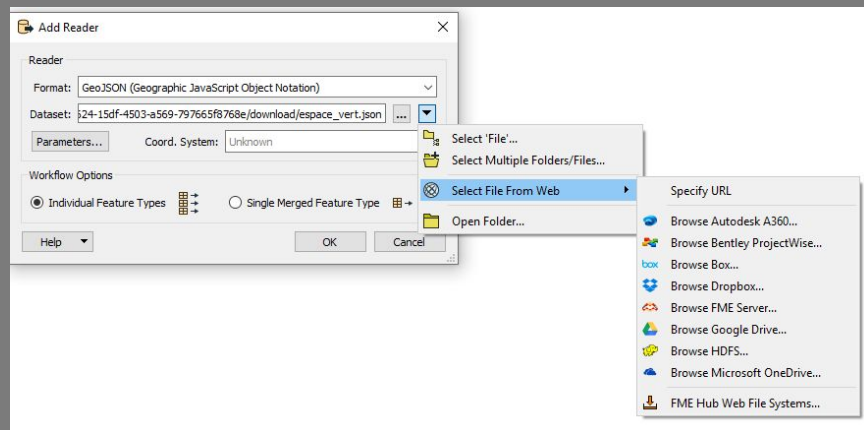 Add Reader
Reader
Format: GeoJSON (Geographic JavaScript Object Notation)
Dataset: 524-15df-4503-a569-797665f8768e/download/espace_vert.json ...
Parameters... Coord. System: Unknown
Workflow Options
Individual Feature Types Single Merged Feature Type
Help OK Cancel
Select 'File'...
Select Multiple Folders/Files...
Select File From Web
Open Folder...
Specify URL
Browse Autodesk A360...
Browse Bentley ProjectWise...
box Browse Box...
Browse Dropbox...
Browse FME Server...
Browse Google Drive...
Browse HDFS...
Browse Microsoft OneDrive...
FME Hub Web File Systems...